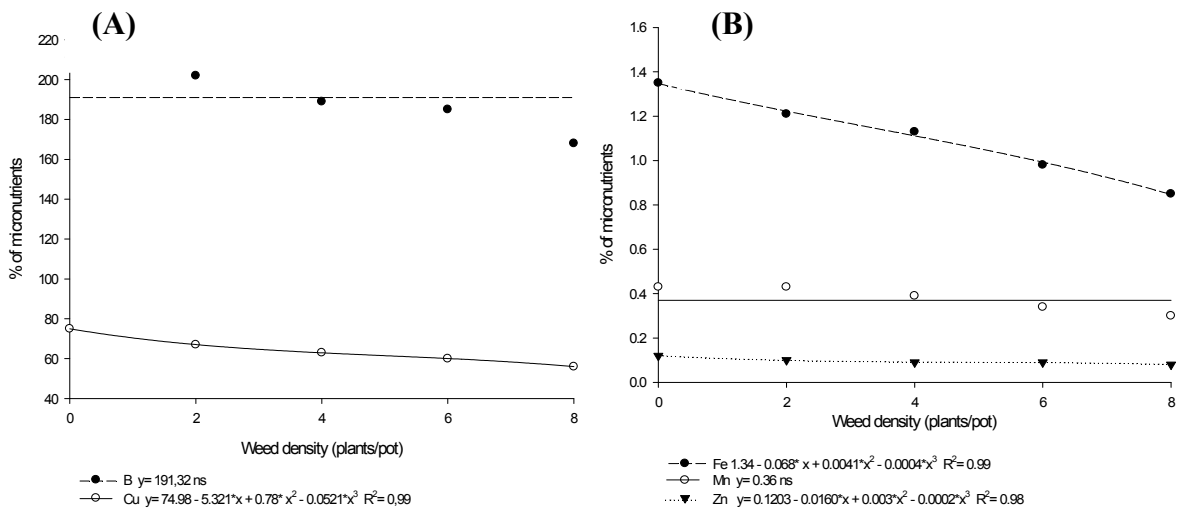 (A)
220
200
180
160
140
120
100
80
60
40
% of micronutrients
0 2 4 6 8
Weed density (plants/pot)
B y= 191,32 ns
Cu y= 74.98 - 5.321*x + 0.78* x² - 0.0521*x³ R²= 0,99
(B)
1.6
1.4
1.2
1.0
0.8
0.6
0.4
0.2
0.0
% of micronutrients
0 2 4 6 8
Weed density (plants/pot)
Fe 1.34 - 0.068* x + 0.0041*x² - 0.0004*x³ R²= 0.99
Mn y= 0.36 ns
Zn y= 0.1203 - 0.0160*x + 0.003*x² - 0.0002*x³ R²= 0.98